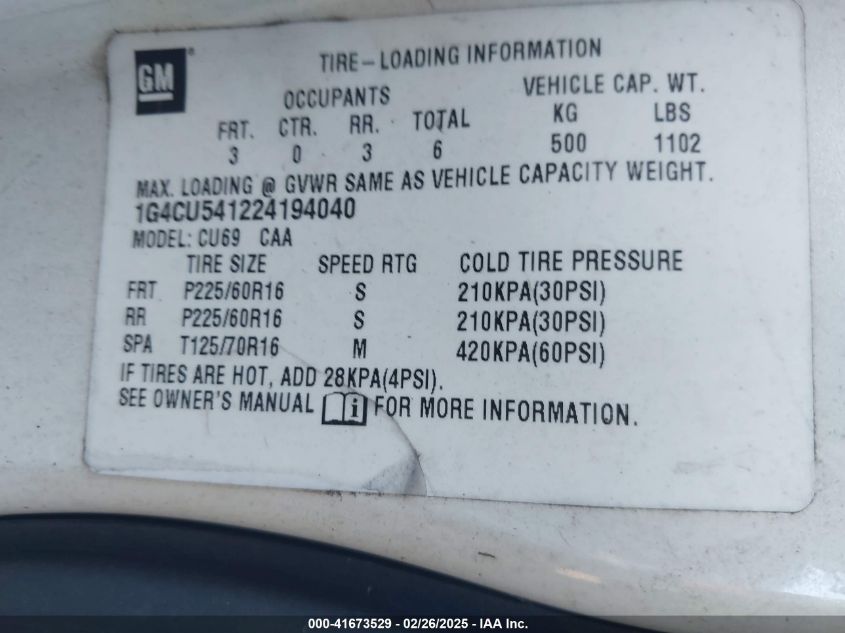 GM
TIRE-LOADING INFORMATION
OCCUPANTS VEHICLE CAP. WT.
FRT. CTR. RR. TOTAL KG LBS
3 0 3 6 500 1102
MAX. LOADING @ GVWR SAME AS VEHICLE CAPACITY WEIGHT.
1G4CU541224194040
MODEL: CU69 CAA
TIRE SIZE SPEED RTG COLD TIRE PRESSURE
FRT P225/60R16 S 210KPA(30PSI)
RR P225/60R16 S 210KPA(30PSI)
SPA T125/70R16 M 420KPA(60PSI)
IF TIRES ARE HOT, ADD 28KPA(4PSI).
SEE OWNER'S MANUAL i FOR MORE INFORMATION.
000-41673529 - 02/26/2025 - IAA Inc.